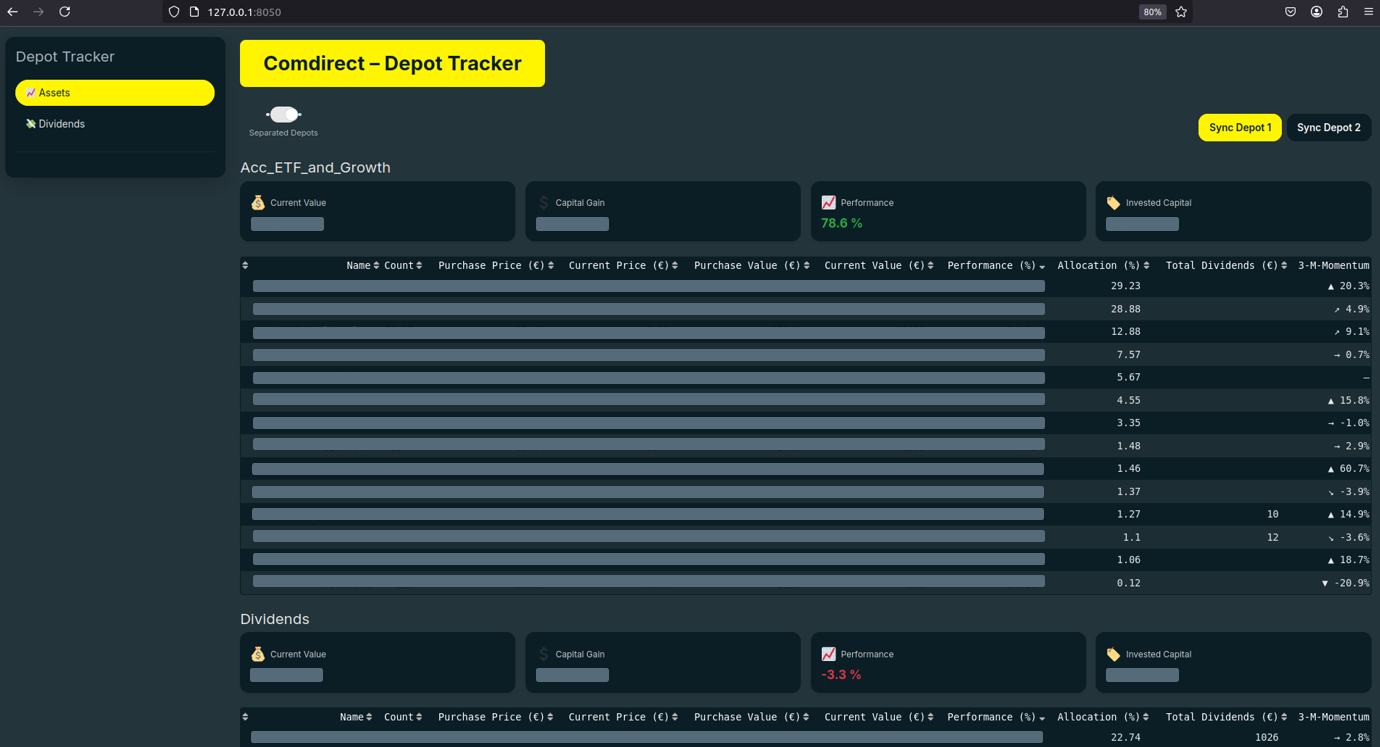 127.0.0.1:8050
80%
Depot Tracker
Assets
Dividends
Comdirect – Depot Tracker
Separated Depots
Sync Depot 1
Sync Depot 2
Acc_ETF_and_Growth
Current Value
Capital Gain
Performance
78.6 %
Invested Capital
Name Count Purchase Price (€) Current Price (€) Purchase Value (€) Current Value (€) Performance (%) Allocation (%) Total Dividends (€) 3-M-Momentum
29.23 ▲ 20.3%
28.88 ↗ 4.9%
12.88 ↗ 9.1%
7.57 → 0.7%
5.67 —
4.55 ▲ 15.8%
3.35 → -1.0%
1.48 → 2.9%
1.46 ▲ 60.7%
1.37 ↘ -3.9%
1.27 10 ▲ 14.9%
1.1 12 ↘ -3.6%
1.06 ▲ 18.7%
0.12 ▼ -20.9%
Dividends
Current Value
Capital Gain
Performance
-3.3 %
Invested Capital
Name Count Purchase Price (€) Current Price (€) Purchase Value (€) Current Value (€) Performance (%) Allocation (%) Total Dividends (€) 3-M-Momentum
22.74 1026 → 2.8%